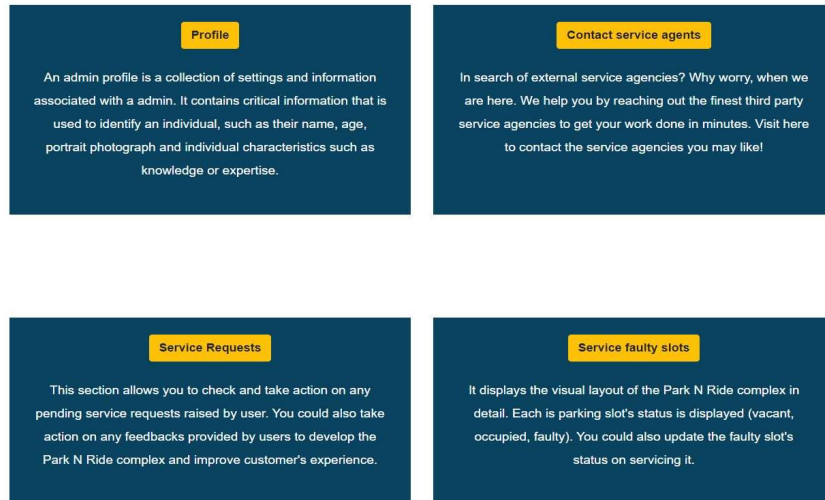 Profile
An admin profile is a collection of settings and information
associated with a admin. It contains critical information that is
used to identify an individual, such as their name, age,
portrait photograph and individual characteristics such as
knowledge or expertise.
Contact service agents
In search of external service agencies? Why worry, when we
are here. We help you by reaching out the finest third party
service agencies to get your work done in minutes. Visit here
to contact the service agencies you may like!
Service Requests
This section allows you to check and take action on any
pending service requests raised by user. You could also take
action on any feedbacks provided by users to develop the
Park N Ride complex and improve customer's experience.
Service faulty slots
It displays the visual layout of the Park N Ride complex in
detail. Each is parking slot's status is displayed (vacant,
occupied, faulty). You could also update the faulty slot's
status on servicing it.